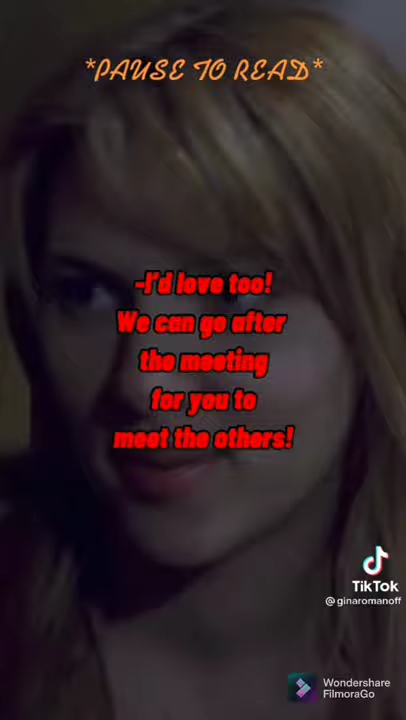 *PAUSE TO READ*
-I'd love too!
We can go after
the meeting
for you to
meet the others!
TikTok
@ginaromanoff
Wondershare
FilmoraGo